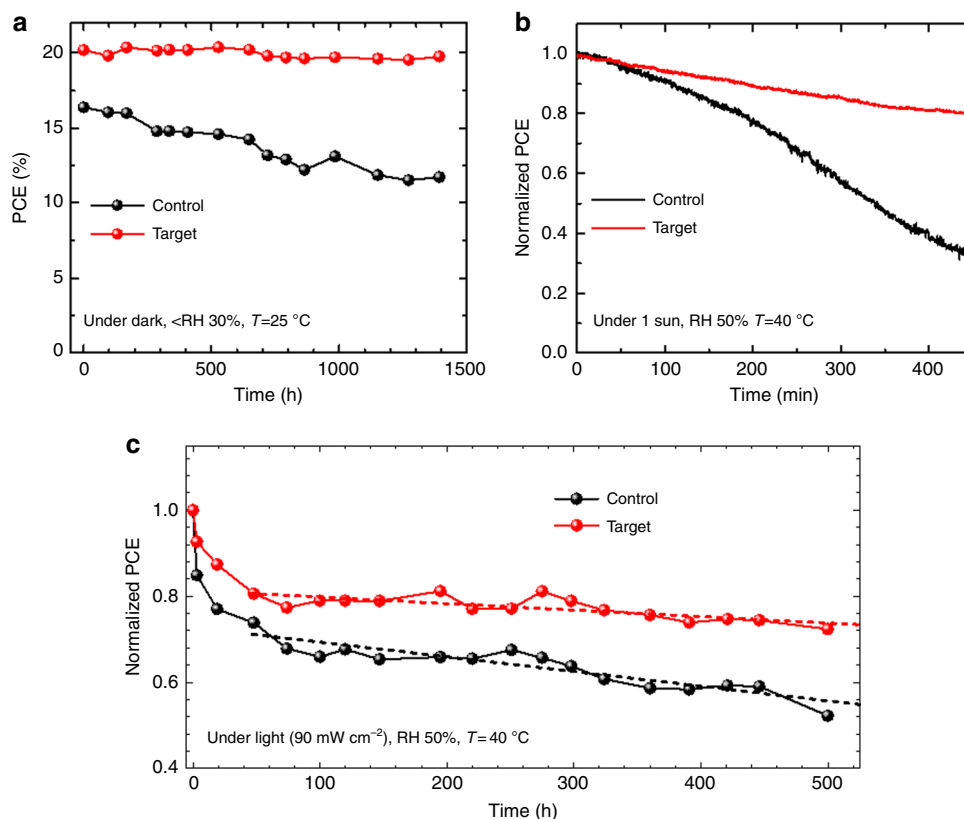 a
20
15
10
5
0
PCE (%)
Control
Target
Under dark, <RH 30%, T=25 °C
0
500
1000
1500
Time (h)
b
1.0
0.8
0.6
0.4
0.2
0.0
Normalized PCE
Control
Target
Under 1 sun, RH 50% T=40 °C
0
100
200
300
400
Time (min)
c
1.0
0.8
0.6
0.4
Normalized PCE
Control
Target
Under light (90 mW cm⁻²), RH 50%, T=40 °C
0
100
200
300
400
500
Time (h)